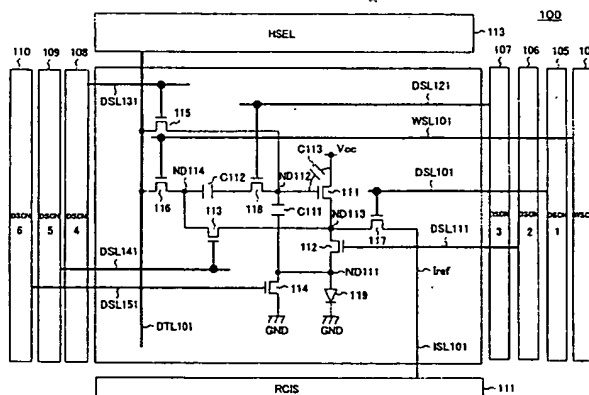 100
HSEL
113
110
109
108
107
106
105
DSL131
DSL121
115
WSL101
C113
Vcc
ND114
C112
ND112
111
DSL101
116
118
C111
ND113
113
117
DSCN 6
DSCN 5
DSCN 4
DSCN 3
DSCN 2
DSCN 1
112
DSL111
DSL141
ND111
Iref
DSL151
114
119
GND
GND
DTL101
ISL101
RCIS
111